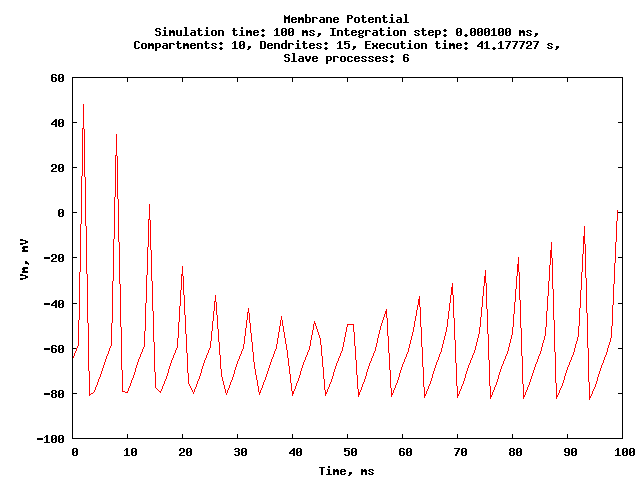 Membrane Potential
Simulation time: 100 ms, Integration step: 0.000100 ms,
Compartments: 10, Dendrites: 15, Execution time: 41.177727 s,
Slave processes: 6
60
40
20
0
-20
-40
-60
-80
-100
Vm, mV
0 10 20 30 40 50 60 70 80 90 100
Time, ms